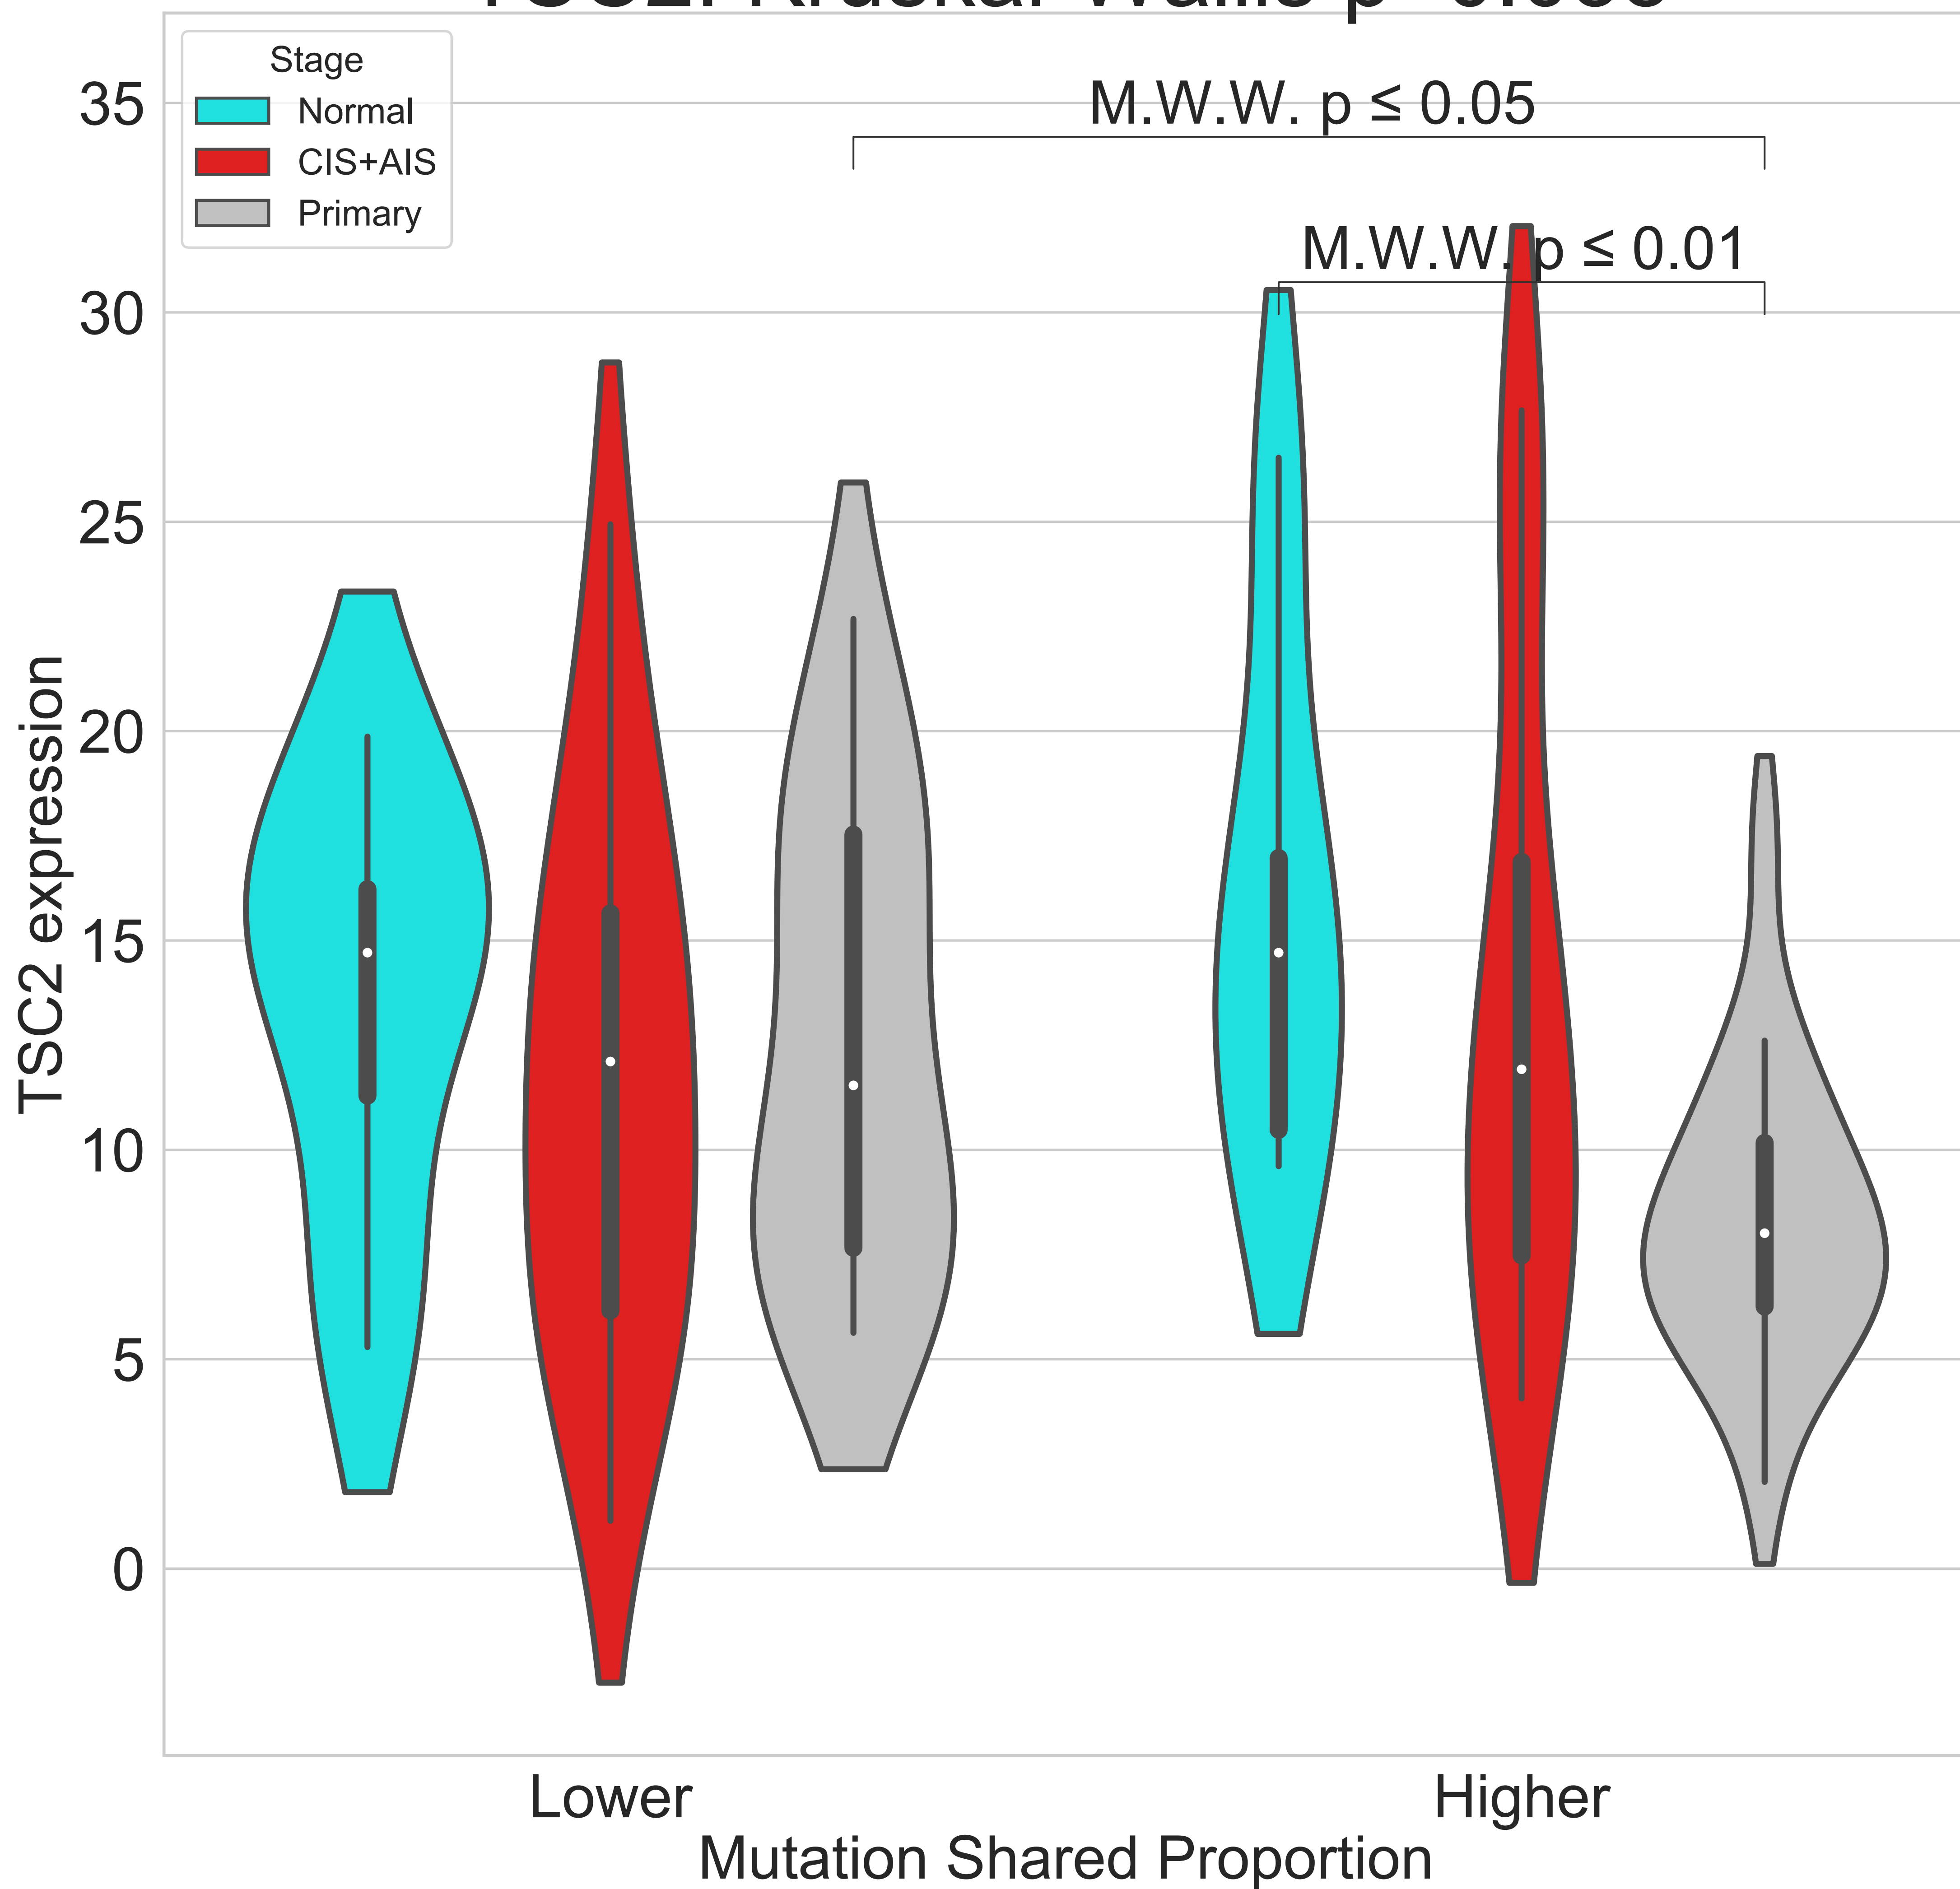 Stage
Normal
CIS+AIS
Primary
M.W.W. p ≤ 0.05
M.W.W. p ≤ 0.01
35
30
25
20
15
10
5
0
TSC2 expression
Lower
Higher
Mutation Shared Proportion